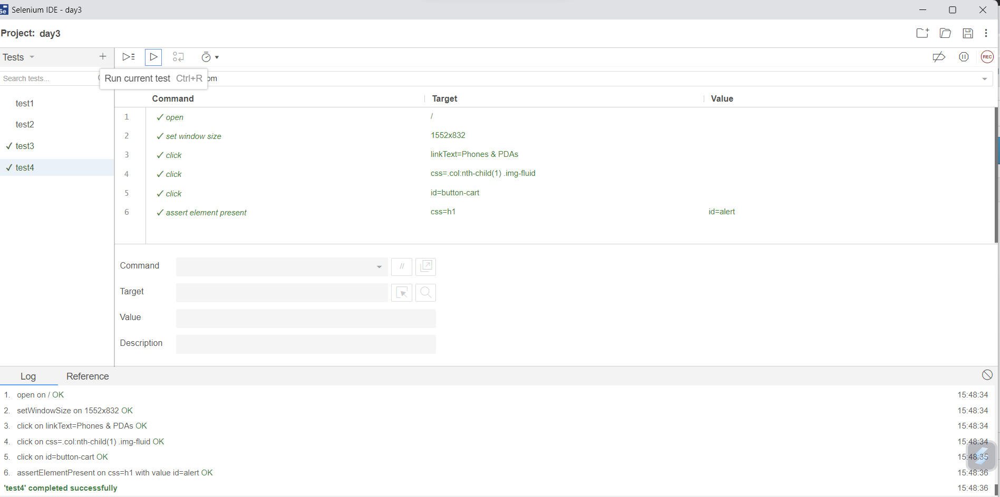 Selenium IDE - day3
Project: day3
Tests
Run current test Ctrl+R
Search tests...
om
Command Target Value
test1
test2
✓ test3
✓ test4
1 ✓ open /
2 ✓ set window size 1552x832
3 ✓ click linkText=Phones & PDAs
4 ✓ click css=.col:nth-child(1) .img-fluid
5 ✓ click id=button-cart
6 ✓ assert element present css=h1 id=alert
Command //
Target
Value
Description
Log Reference
1. open on / OK 15:48:34
2. setWindowSize on 1552x832 OK 15:48:34
3. click on linkText=Phones & PDAs OK 15:48:34
4. click on css=.col:nth-child(1) .img-fluid OK 15:48:34
5. click on id=button-cart OK 15:48:35
6. assertElementPresent on css=h1 with value id=alert OK 15:48:36
'test4' completed successfully 15:48:36
REC
Se